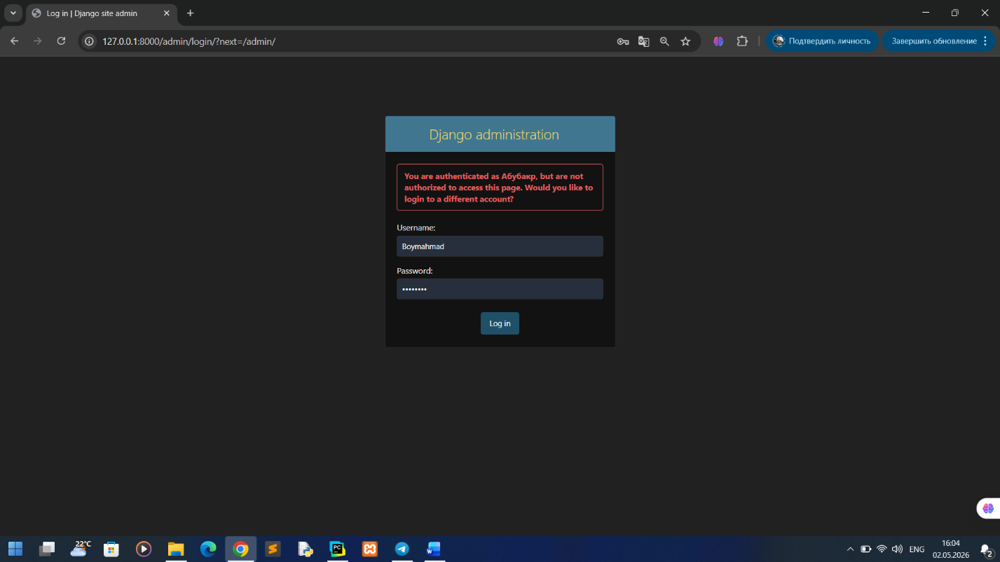 Log in | Django site admin
127.0.0.1:8000/admin/login/?next=/admin/
Подтвердить личность
Завершить обновление
Django administration
You are authenticated as Абубакр, but are not
authorized to access this page. Would you like to
login to a different account?
Username:
Boymahmad
Password:
••••••••
Log in
22°C
PC
W
ENG
16:04
02.05.2026
2